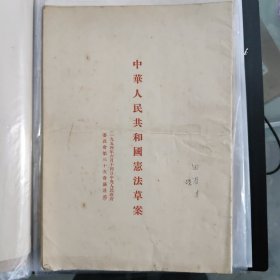 中華人民共和國憲法草案
（一九五四年六月十四日中央人民政府
委員會第三十次會議通過）